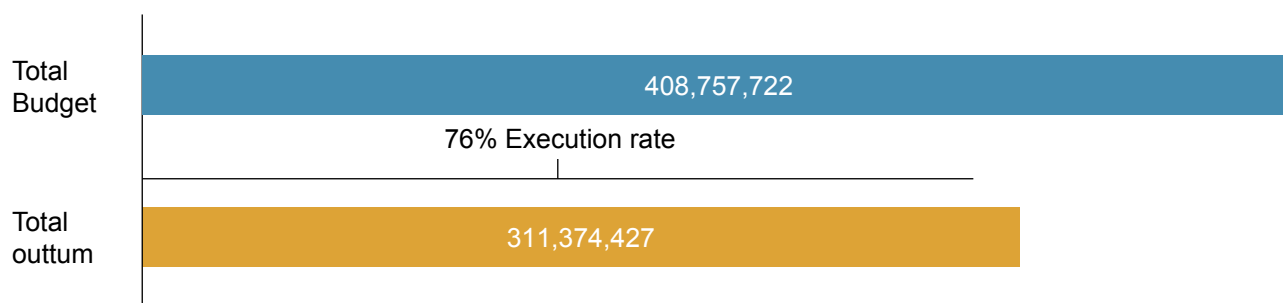 Total
Budget
408,757,722
76% Execution rate
Total
outtum
311,374,427